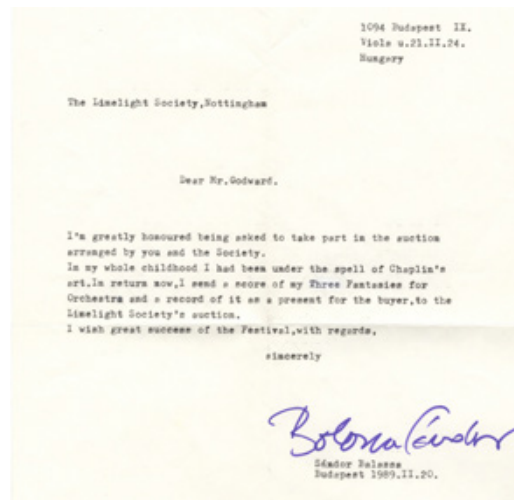 1094 Budapest IX.
Viola u.21.II.24.
Hungary
The Limelight Society,Nottingham
Dear Mr.Godward.
I'm greatly honoured being asked to take part in the auction
arranged by you and the Society.
In my whole childhood I had been under the spell of Chaplin's
art.In return now,I send a score of my Three Fantasies for
Orchestra and a record of it as a present for the buyer,to the
Limelight Society's auction.
I wish great success of the Festival,with regards,
sincerely
Balassa Sándor
Sándor Balassa
Budapest 1989.II.20.